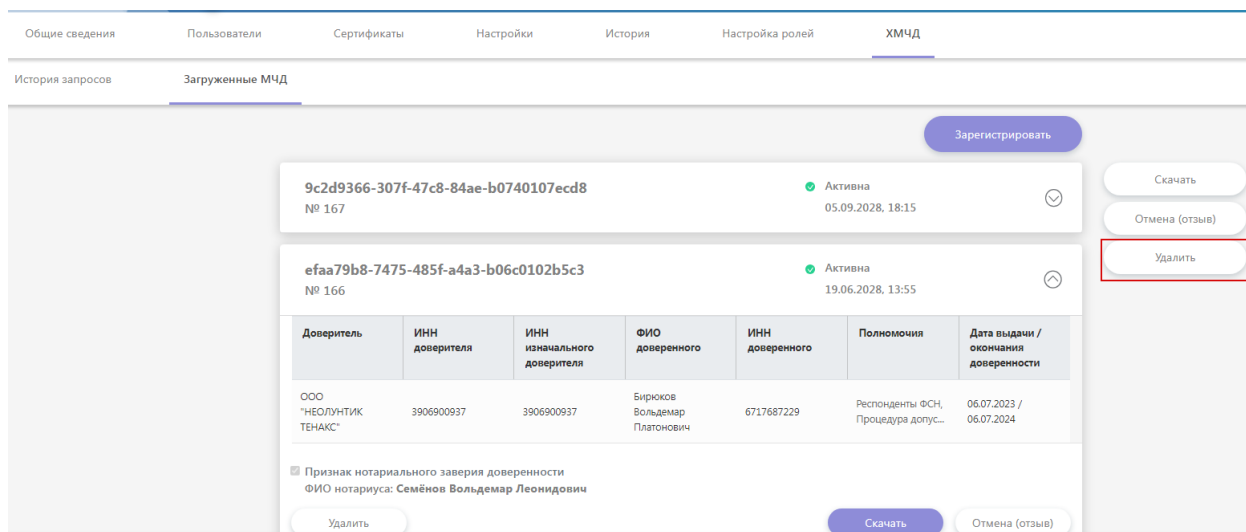 Общие сведения Пользователи Сертификаты Настройки История Настройка ролей ХМЧД
История запросов Загруженные МЧД
Зарегистрировать
9c2d9366-307f-47c8-84ae-b0740107ecd8 Активна
№ 167 05.09.2028, 18:15
Скачать
Отмена (отзыв)
Удалить
efaa79b8-7475-485f-a4a3-b06c0102b5c3 Активна
№ 166 19.06.2028, 13:55
Доверитель ИНН ИНН ФИО ИНН Полномочия Дата выдачи /
доверителя изначального доверенного доверенного окончания
доверителя доверенности
ООО Бирюков
"НЕОЛУНТИК 3906900937 3906900937 Вольдемар 6717687229 Респонденты ФСН, 06.07.2023 /
ТЕНАКС" Платонович Процедура допус... 06.07.2024
Признак нотариального заверия доверенности
ФИО нотариуса: Семёнов Вольдемар Леонидович
Удалить Скачать Отмена (отзыв)